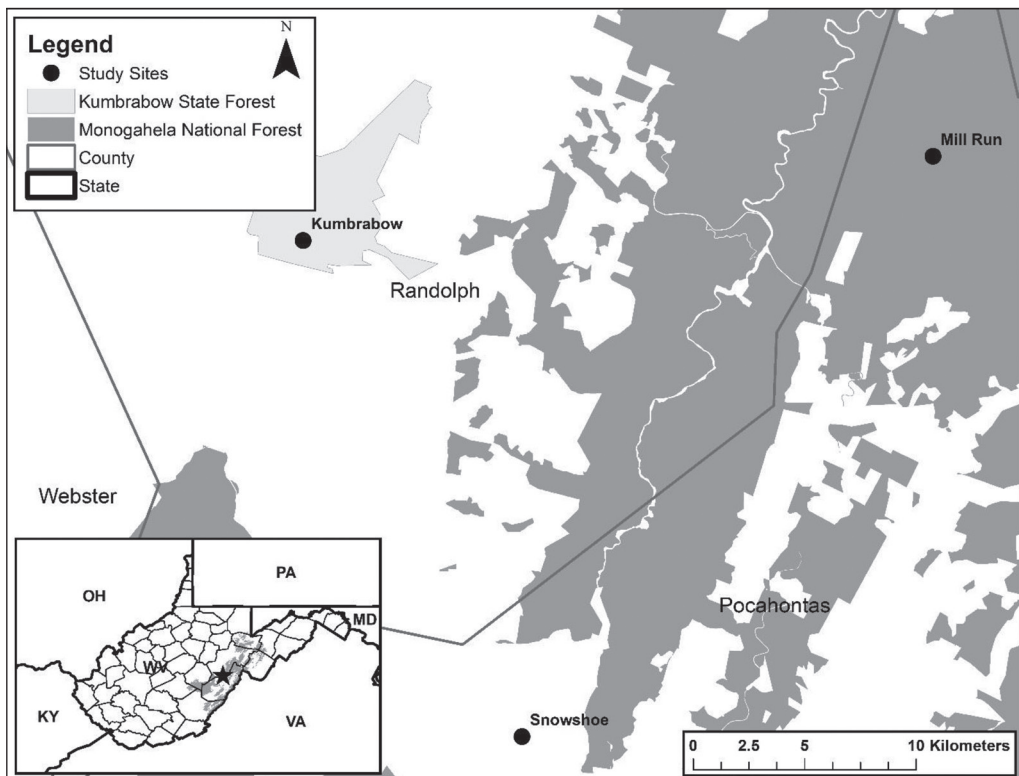 Legend
N
Study Sites
Kumbrabow State Forest
Monogahela National Forest
County
State
Mill Run
Kumbrabow
Randolph
Webster
Pocahontas
Snowshoe
OH
PA
MD
WV
KY
VA
0 2.5 5 10 Kilometers